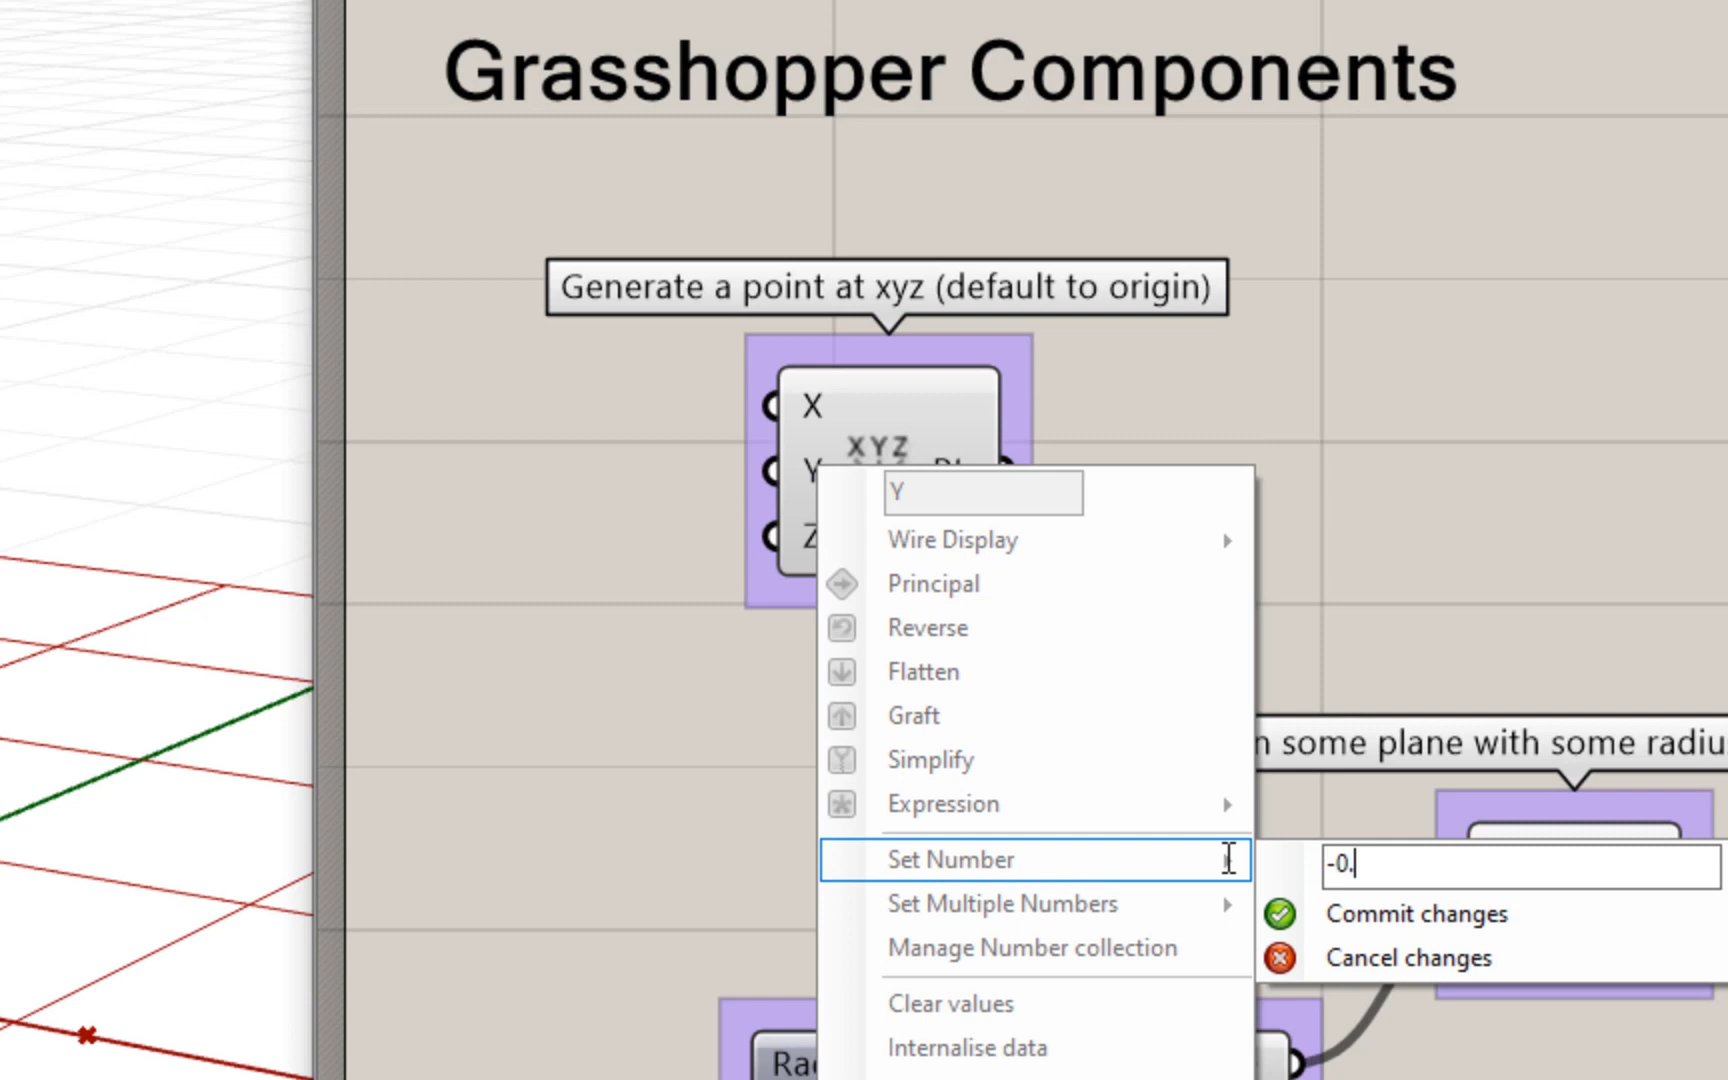 Grasshopper Components
Generate a point at xyz (default to origin)
X
XYZ
Y
Z
Y
Wire Display
Principal
Reverse
Flatten
Graft
Simplify
Expression
n some plane with some radiu
Set Number
-0.
Set Multiple Numbers
Commit changes
Manage Number collection
Cancel changes
Clear values
Internalise data
Rac